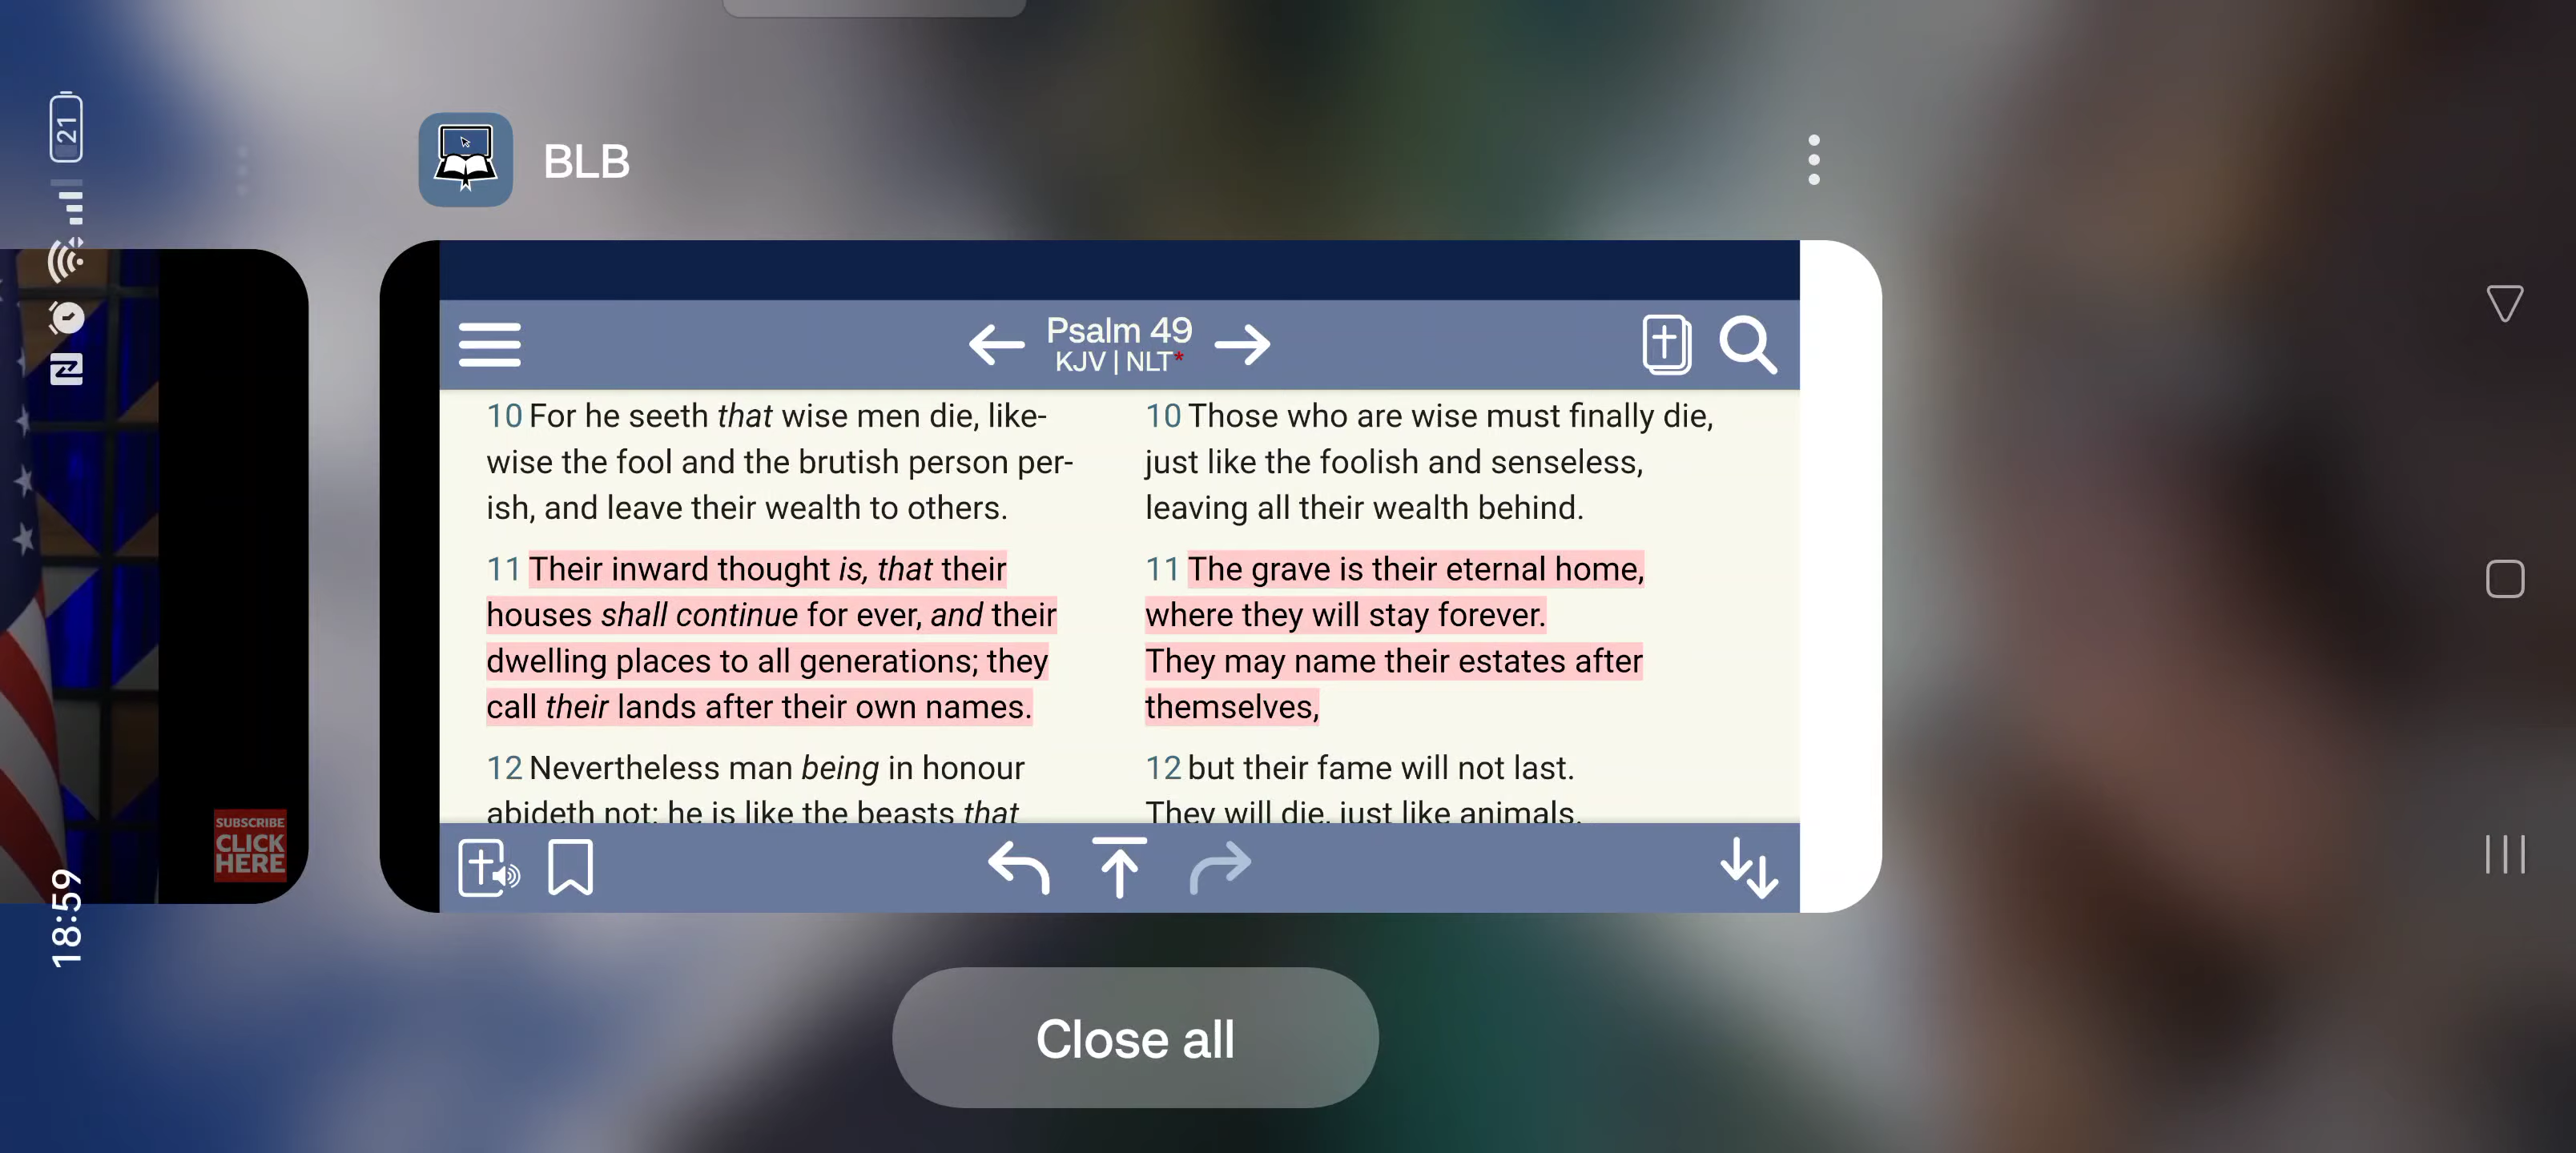 21
18:59
SUBSCRIBE
CLICK
HERE
BLB
Psalm 49
KJV | NLT*
10 For he seeth that wise men die, like-
wise the fool and the brutish person per-
ish, and leave their wealth to others.
11 Their inward thought is, that their
houses shall continue for ever, and their
dwelling places to all generations; they
call their lands after their own names.
12 Nevertheless man being in honour
abideth not: he is like the beasts that
10 Those who are wise must finally die,
just like the foolish and senseless,
leaving all their wealth behind.
11 The grave is their eternal home,
where they will stay forever.
They may name their estates after
themselves,
12 but their fame will not last.
They will die, just like animals.
Close all